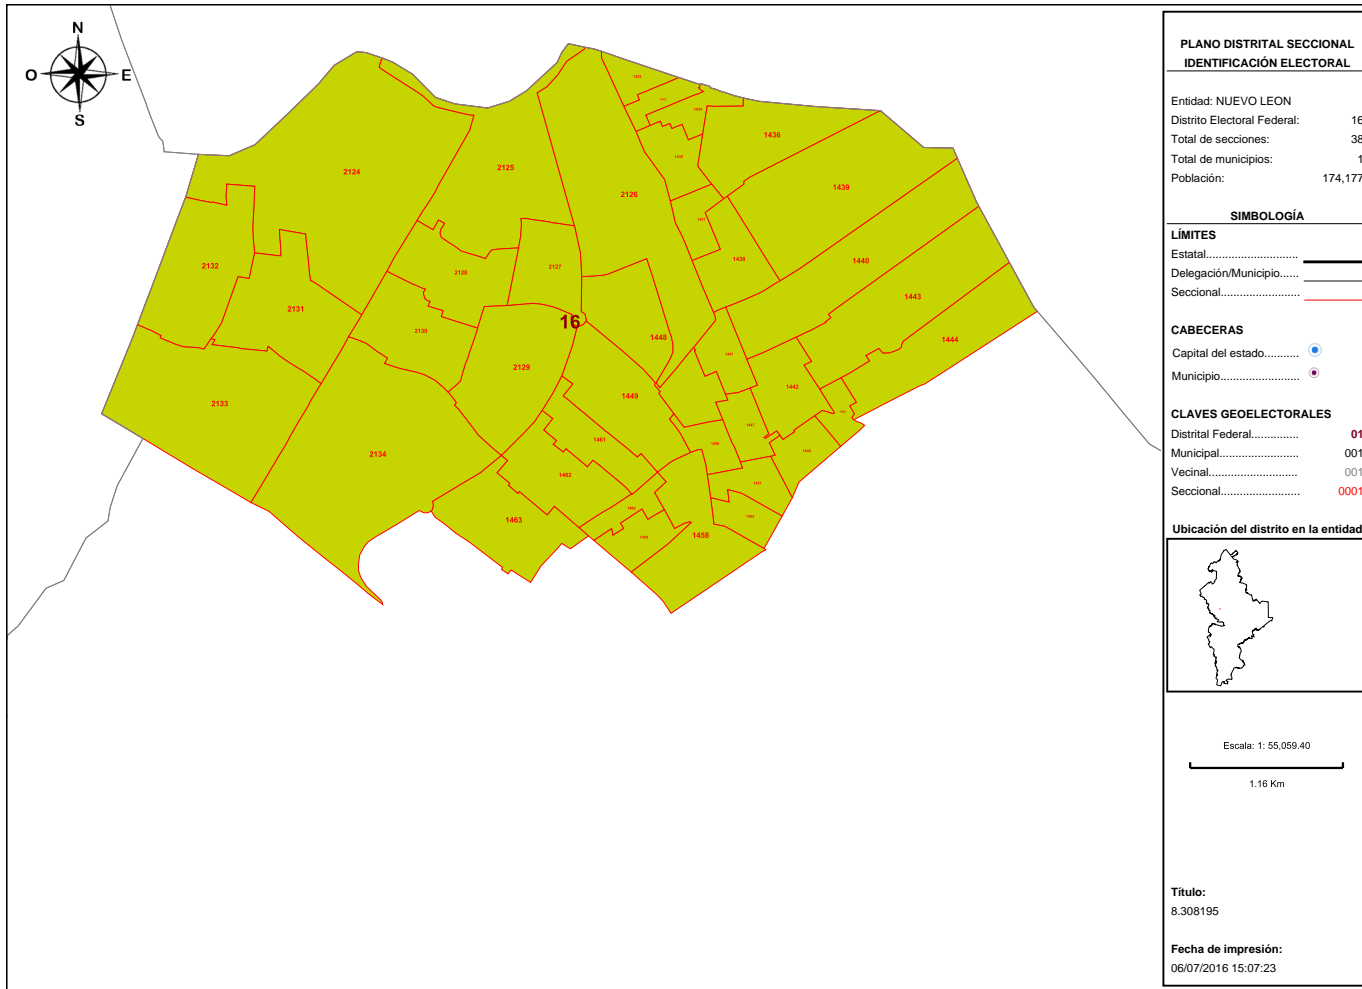 N
O
E
S
2124
2125
2126
1436
1439
2132
2131
2128
2127
1438
1440
1443
2130
16
1448
1444
2129
1441
1442
2133
1449
1447
2134
1461
1462
1463
1458
PLANO DISTRITAL SECCIONAL
IDENTIFICACIÓN ELECTORAL
Entidad: NUEVO LEON
Distrito Electoral Federal: 16
Total de secciones: 38
Total de municipios: 1
Población: 174,177
SIMBOLOGÍA
LÍMITES
Estatal............................
Delegación/Municipio......
Seccional.........................
CABECERAS
Capital del estado...........
Municipio.........................
CLAVES GEOELECTORALES
Distrital Federal............... 01
Municipal......................... 001
Vecinal............................ 001
Seccional......................... 0001
Ubicación del distrito en la entidad
Escala: 1: 55,059.40
1.16 Km
Título:
8.308195
Fecha de impresión:
06/07/2016 15:07:23